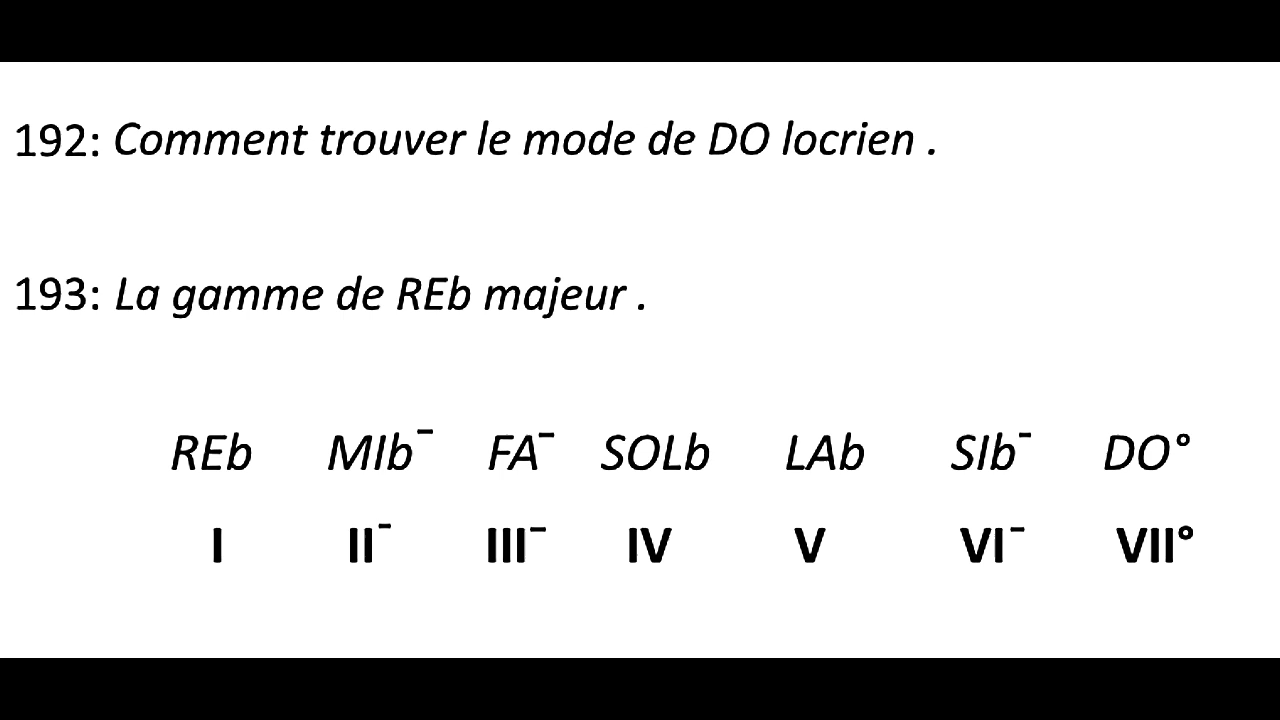 192: Comment trouver le mode de DO locrien .
193: La gamme de REb majeur .
REb MIb⁻ FA⁻ SOLb LAb SIb⁻ DO°
I II⁻ III⁻ IV V VI⁻ VII°